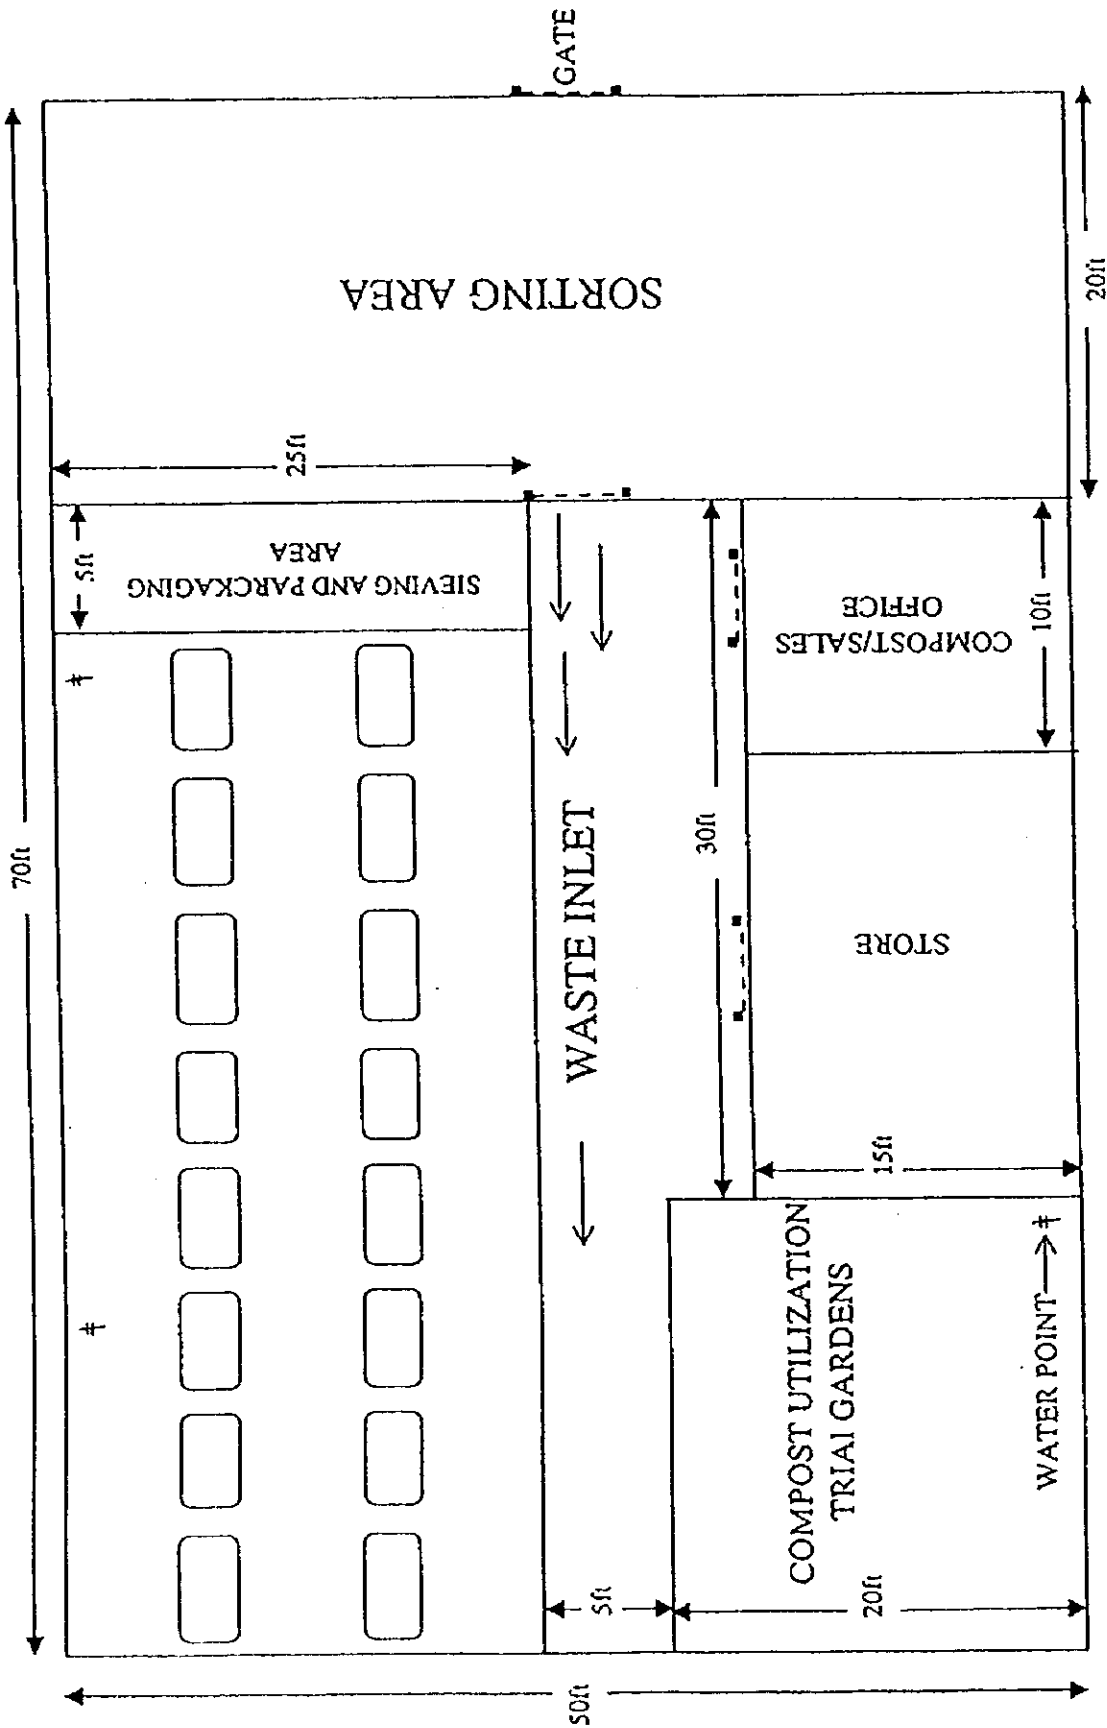 70ft
GATE
SORTING AREA
20ft
25ft
5ft
SIEVING AND PARCKAGING
AREA
WASTE INLET
30ft
COMPOST/SALES
OFFICE
10ft
STORE
15ft
COMPOST UTILIZATION
TRIAI GARDENS
WATER POINT
5ft
20ft
50ft